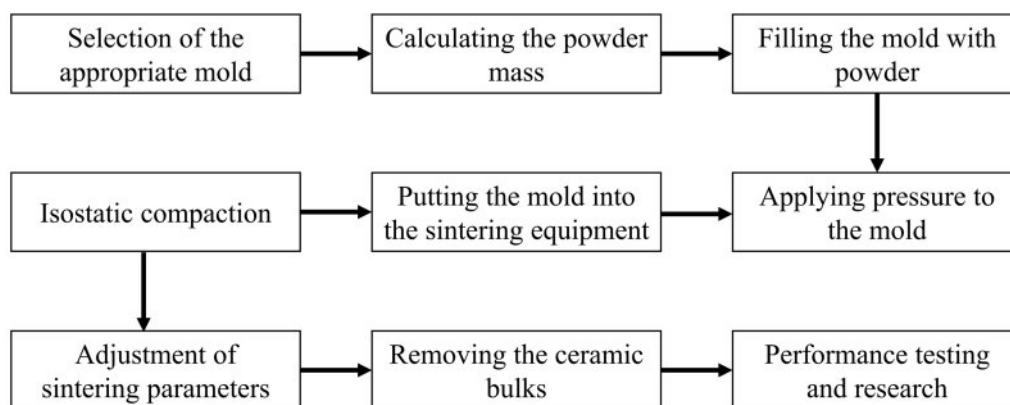 Selection of the
appropriate mold
Calculating the powder
mass
Filling the mold with
powder
Isostatic compaction
Putting the mold into
the sintering equipment
Applying pressure to
the mold
Adjustment of
sintering parameters
Removing the ceramic
bulks
Performance testing
and research